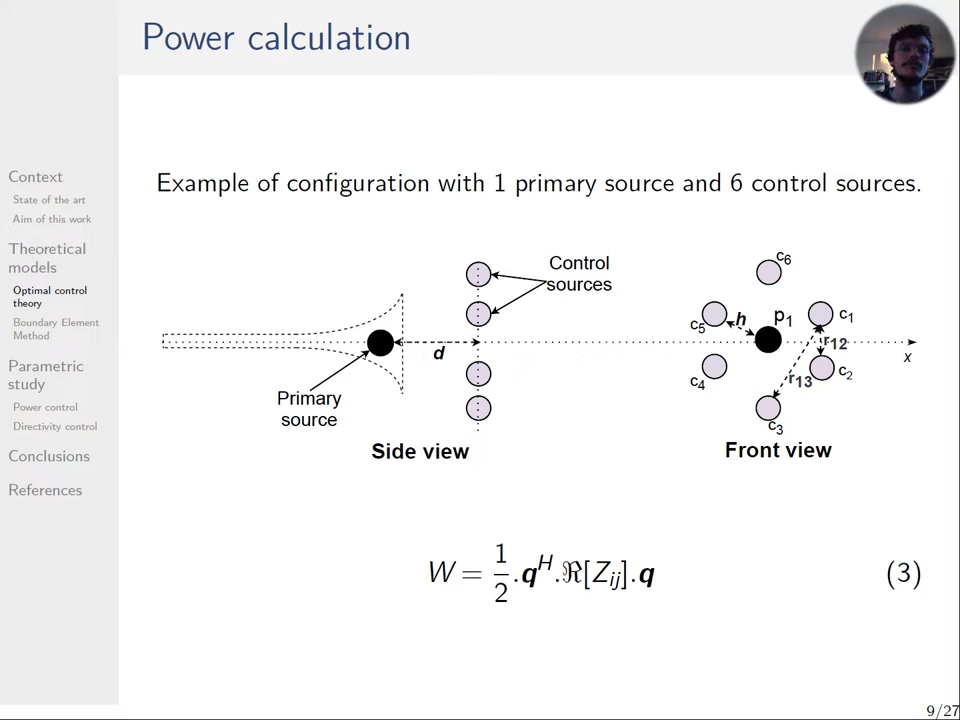 Power calculation
Context
State of the art
Aim of this work
Theoretical
models
Optimal control
theory
Boundary Element
Method
Parametric
study
Power control
Directivity control
Conclusions
References
Example of configuration with 1 primary source and 6 control sources.
Control
sources
d
Primary
source
Side view
c6
c5
h
p1
c1
r12
x
c4
r13
c2
c3
Front view
W = 1/2 . q^H . ℜ[Z_ij] . q (3)
9/27